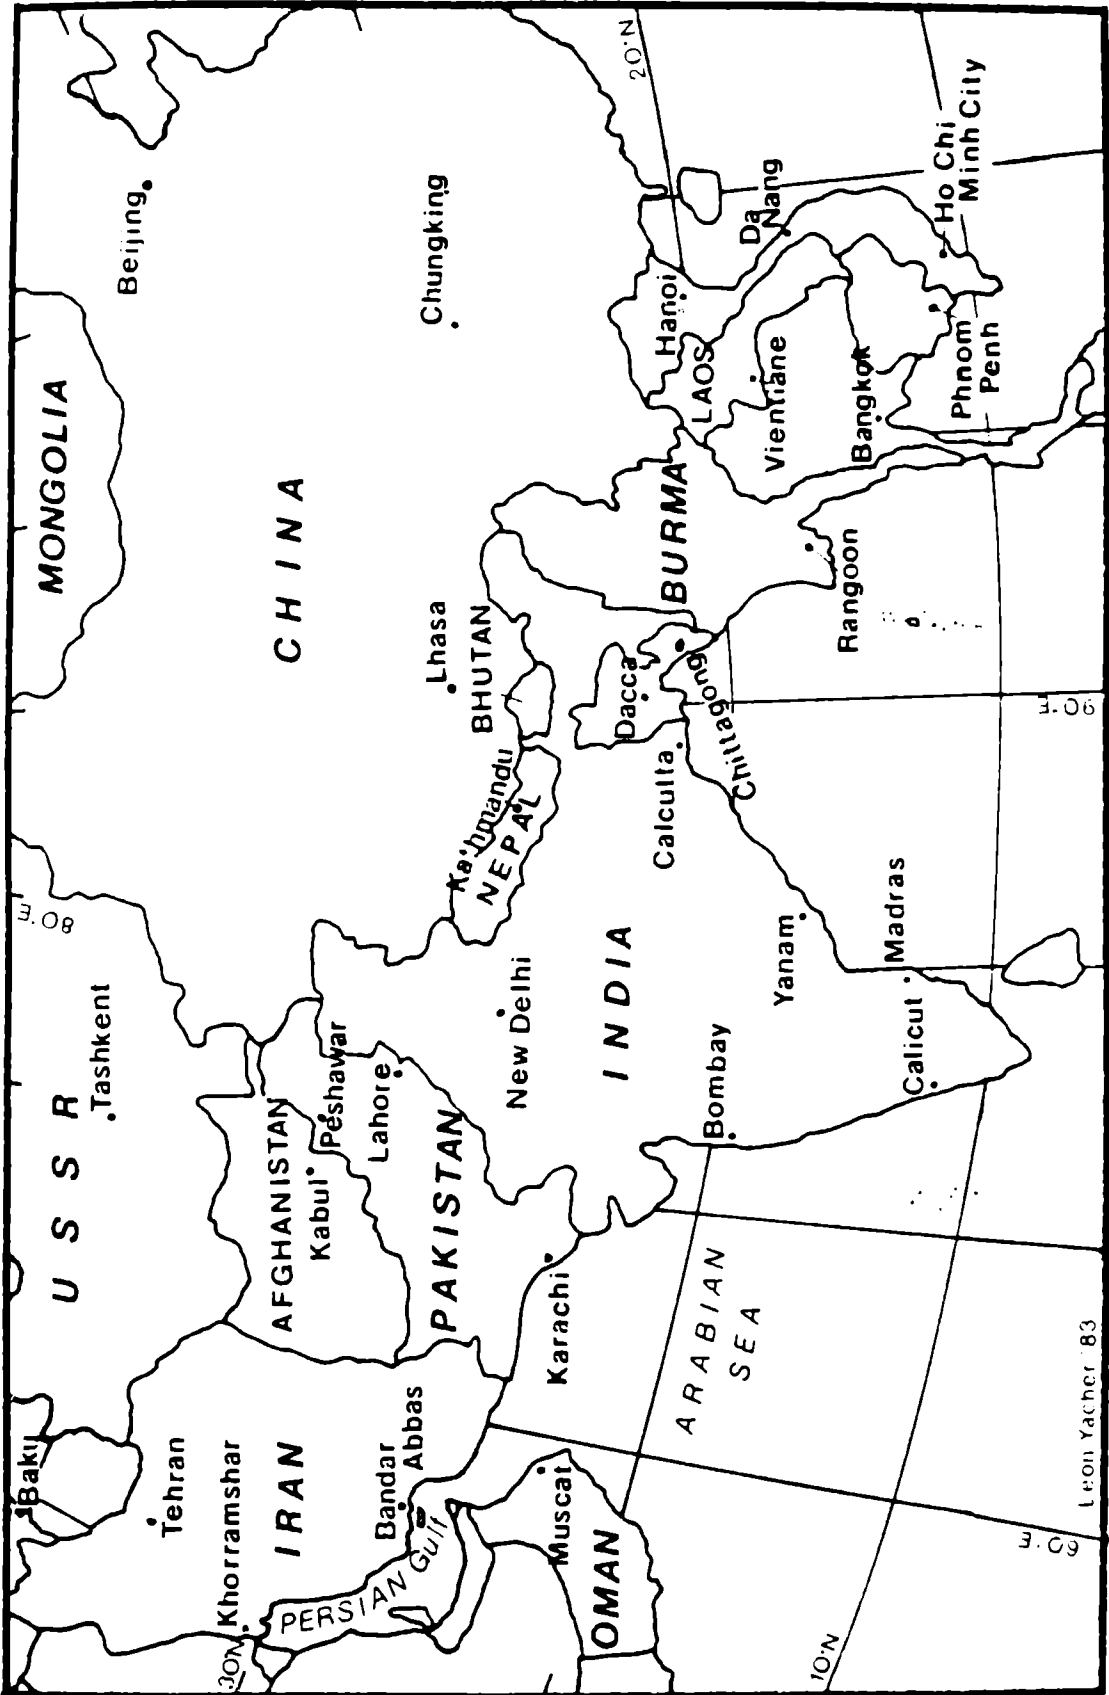 Baku
U S S R
MONGOLIA
80°E
Tashkent
Beijing
Tehran
Khorramshar
30°N
IRAN
AFGHANISTAN
Kabul
Peshawar
CHINA
PERSIAN Gulf
Lahore
Bandar
Abbas
PAKISTAN
Lhasa
Chungking
BHUTAN
Kathmandu
NEPAL
New Delhi
Muscat
Karachi
OMAN
INDIA
Dacca
20°N
Calcutta
BURMA
Hanoi
LAOS
ARABIAN
SEA
Bombay
Chittagong
Da
Nang
Yanam
Vientiane
10°N
Rangoon
Bangkok
Calicut
Madras
Phnom
Penh
Ho Chi
Minh City
60°E
90°E
Leon Yacher '83